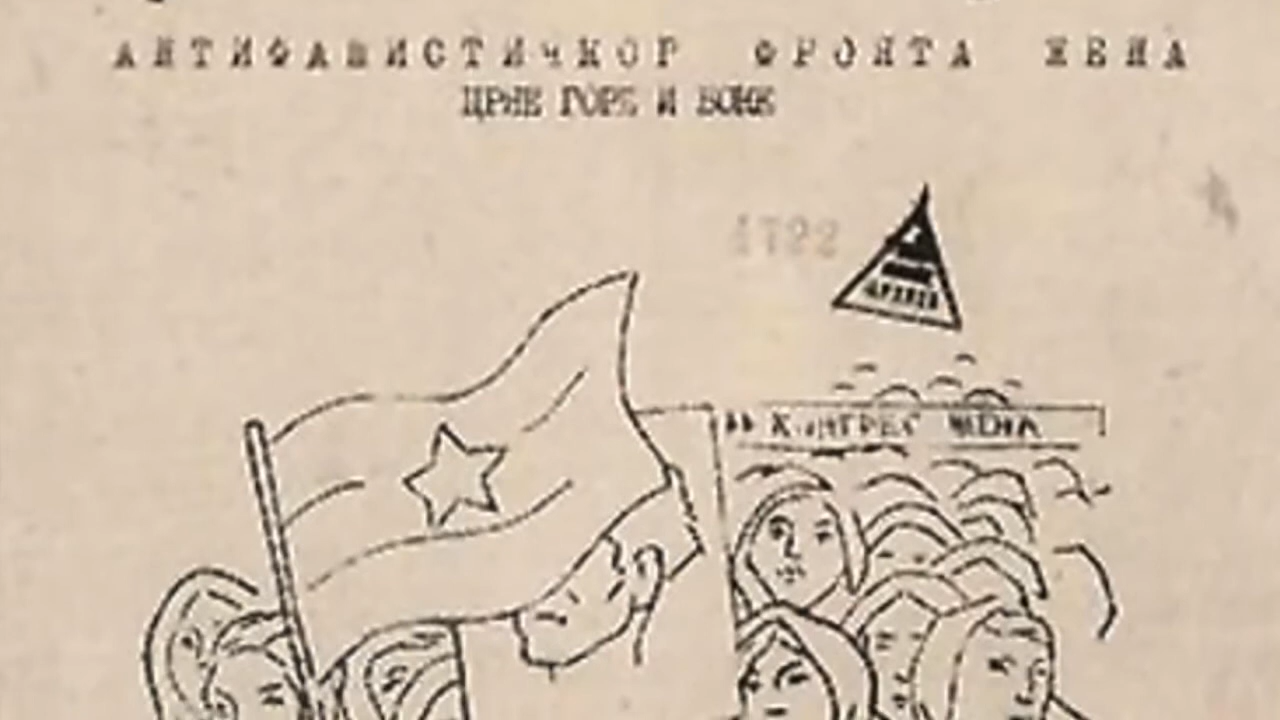 АНТИФАШИСТИЧКОГ ФРОНТА ЖЕНА
ЦРНЕ ГОРЕ И БОКЕ
КОНГРЕС ЖЕНА